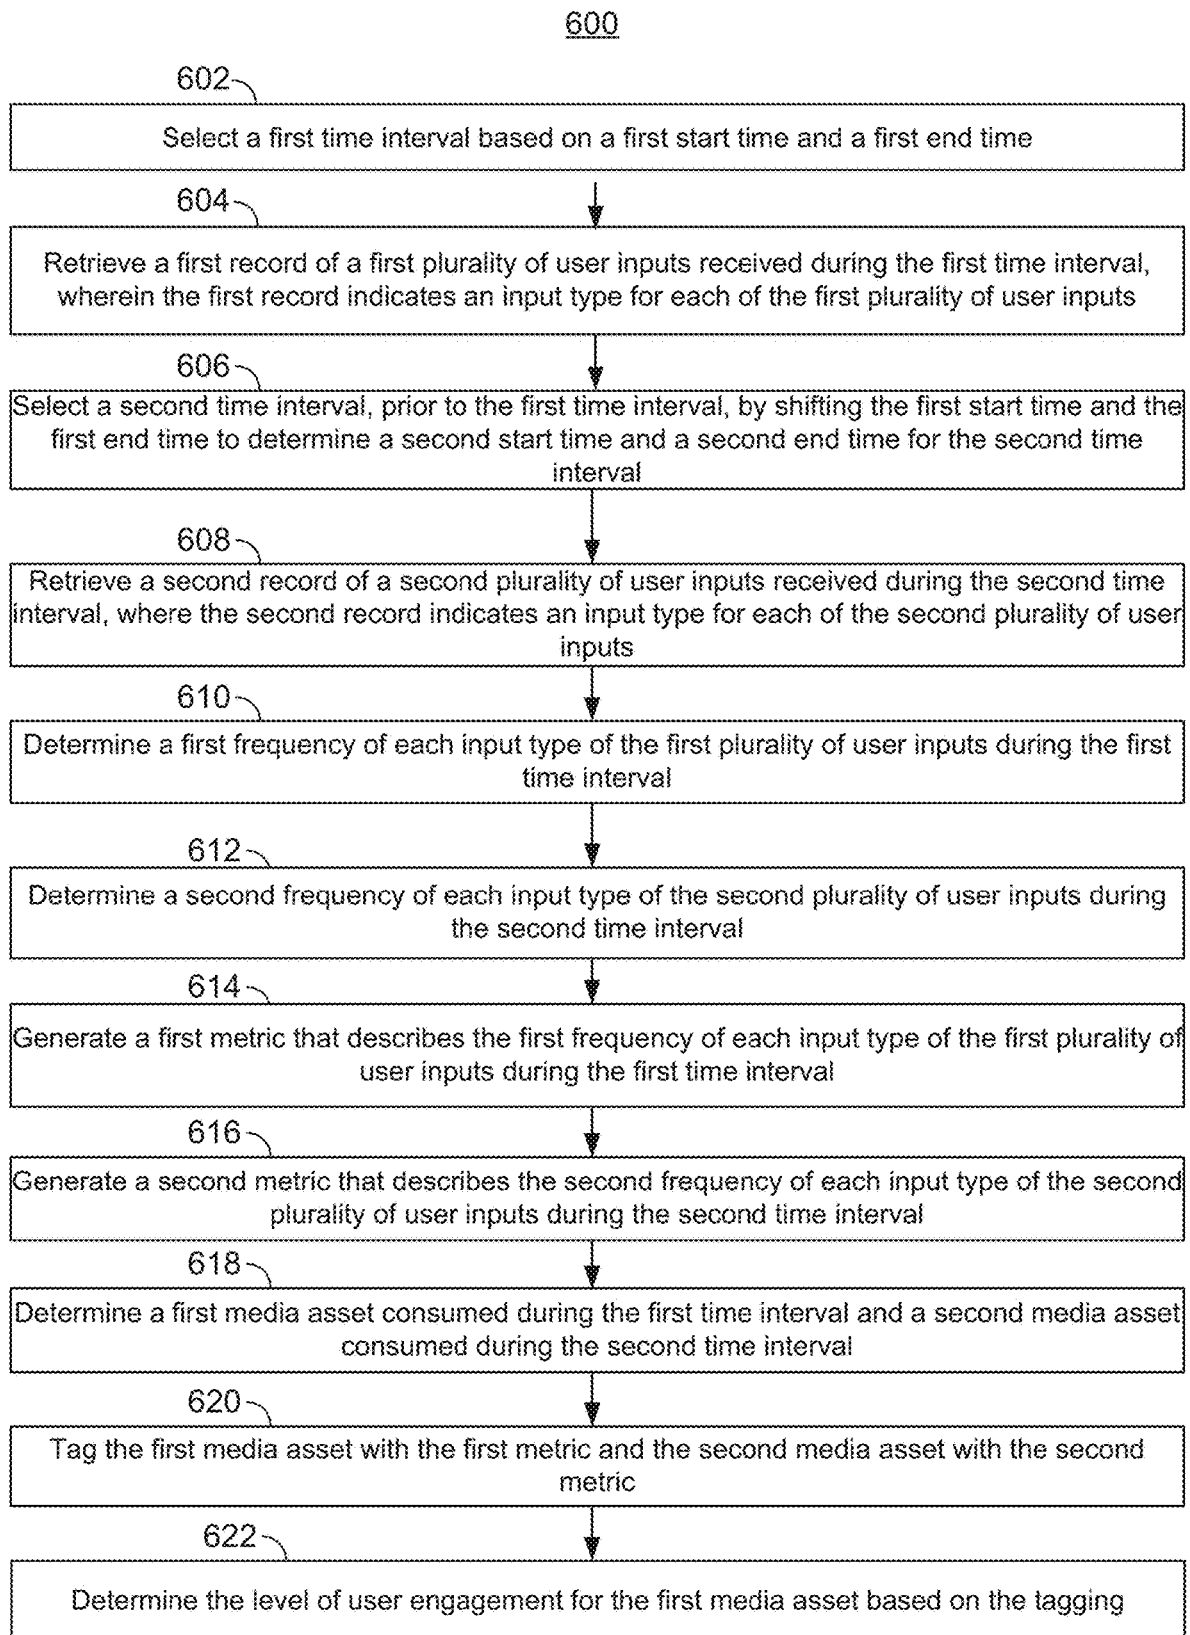 600
602
Select a first time interval based on a first start time and a first end time
604
Retrieve a first record of a first plurality of user inputs received during the first time interval,
wherein the first record indicates an input type for each of the first plurality of user inputs
606
Select a second time interval, prior to the first time interval, by shifting the first start time and the
first end time to determine a second start time and a second end time for the second time
interval
608
Retrieve a second record of a second plurality of user inputs received during the second time
interval, where the second record indicates an input type for each of the second plurality of user
inputs
610
Determine a first frequency of each input type of the first plurality of user inputs during the first
time interval
612
Determine a second frequency of each input type of the second plurality of user inputs during
the second time interval
614
Generate a first metric that describes the first frequency of each input type of the first plurality of
user inputs during the first time interval
616
Generate a second metric that describes the second frequency of each input type of the second
plurality of user inputs during the second time interval
618
Determine a first media asset consumed during the first time interval and a second media asset
consumed during the second time interval
620
Tag the first media asset with the first metric and the second media asset with the second
metric
622
Determine the level of user engagement for the first media asset based on the tagging